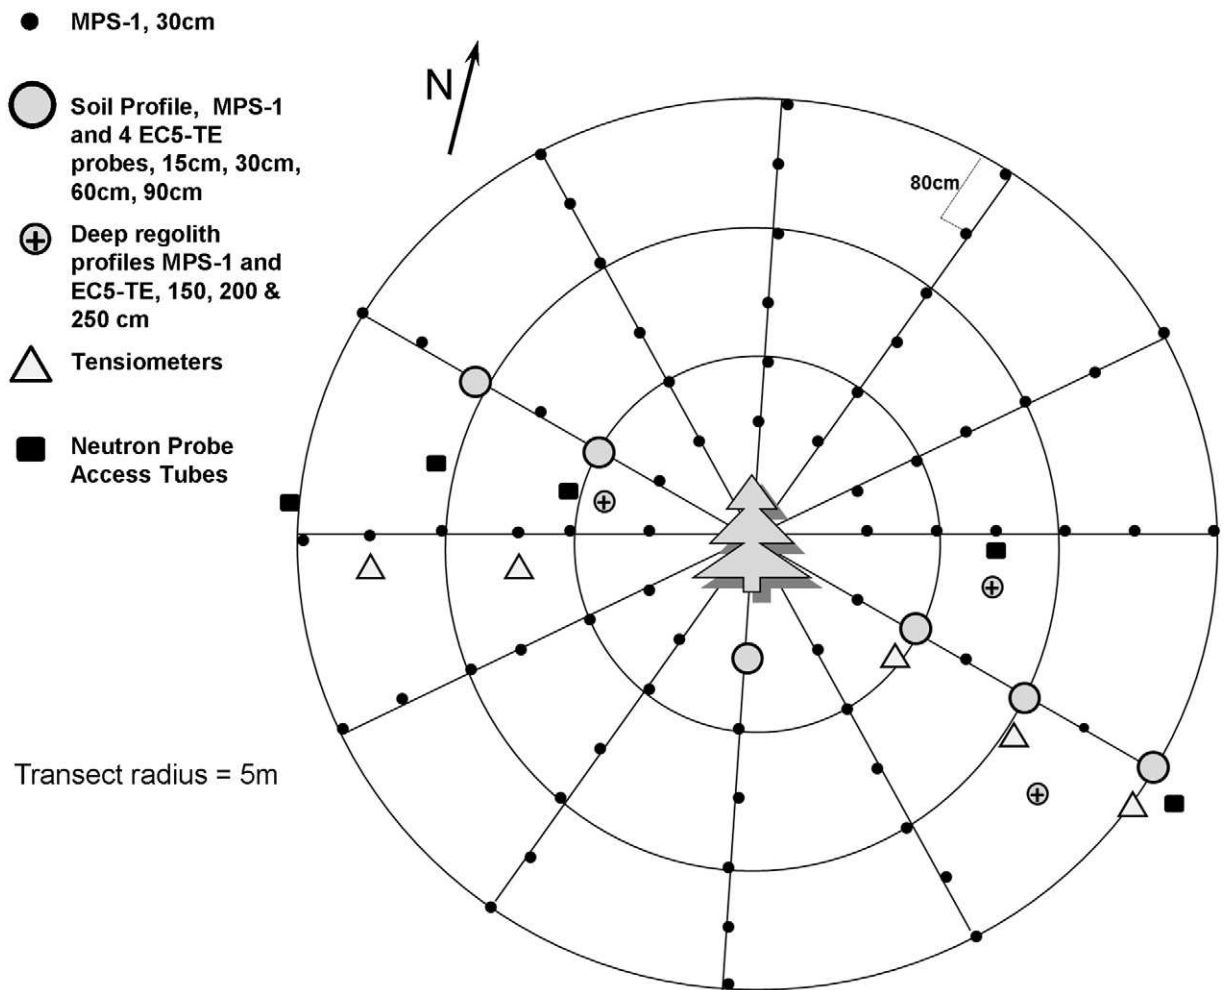 MPS-1, 30cm
N
Soil Profile, MPS-1
and 4 EC5-TE
probes, 15cm, 30cm,
60cm, 90cm
80cm
Deep regolith
profiles MPS-1 and
EC5-TE, 150, 200 &
250 cm
Tensiometers
Neutron Probe
Access Tubes
Transect radius = 5m